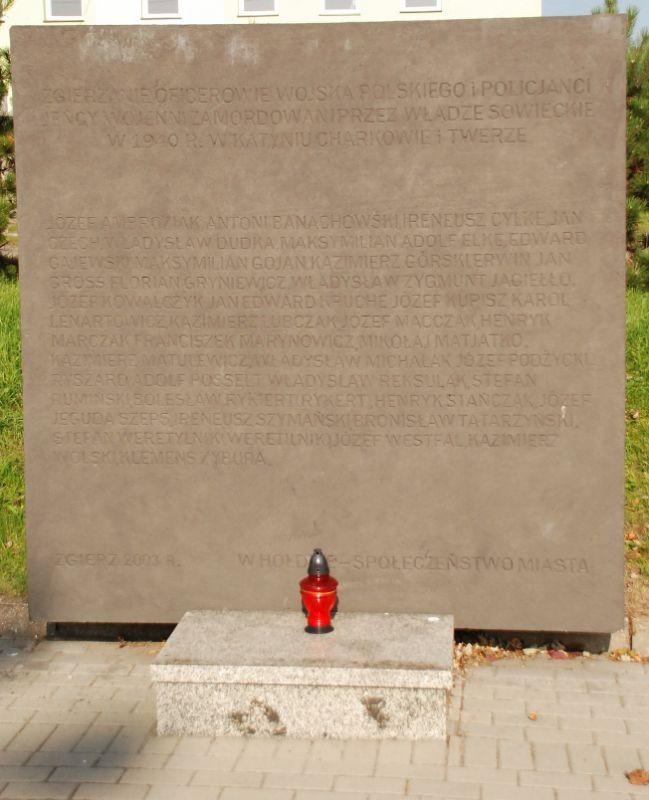 ZGIERZANIE OFICEROWIE WOJSKA POLSKIEGO I POLICJANCI
JEŃCY WOJENNI ZAMORDOWANI PRZEZ WŁADZE SOWIECKIE
W 1940 R. W KATYNIU CHARKOWIE I TWERZE
JÓZEF AMBROZIAK, ANTONI BANACHOWSKI, IRENEUSZ CYLKE, JAN
CZECH, WŁADYSŁAW DUDKA, MAKSYMILIAN ADOLF ELKE, EDWARD
GAJEWSKI, MAKSYMILIAN GOJAN, KAZIMIERZ GÓRSKI, ERWIN JAN
GROSS, FLORIAN GRYNIEWICZ, WŁADYSŁAW ZYGMUNT JAGIEŁŁO,
JÓZEF KOWALCZYK, JAN EDWARD KRUCHE, JÓZEF KUPISZ, KAROL
LENARTOWICZ, KAZIMIERZ LUBCZAK, JÓZEF MACCZAK, HENRYK
MARCZAK, FRANCISZEK MARYNOWICZ, MIKOŁAJ MATJATKO,
KAZIMIERZ MATULEWICZ, WŁADYSŁAW MICHALAK, JÓZEF PODŻYCKI,
RYSZARD ADOLF POSSELT, WŁADYSŁAW REKSULAK, STEFAN
RUMIŃSKI, BOLESŁAW RYKIERT (RYKERT), HENRYK STAŃCZAK, JÓZEF
JEGUDA SZEPS, IRENEUSZ SZYMAŃSKI, BRONISŁAW TATARZYŃSKI,
STEFAN WERETYLNIK (WERETILNIK), JÓZEF WESTFAL, KAZIMIERZ
WOLSKI, KLEMENS ZYBURA.
ZGIERZ 2003 R. W HOŁDZIE – SPOŁECZEŃSTWO MIASTA